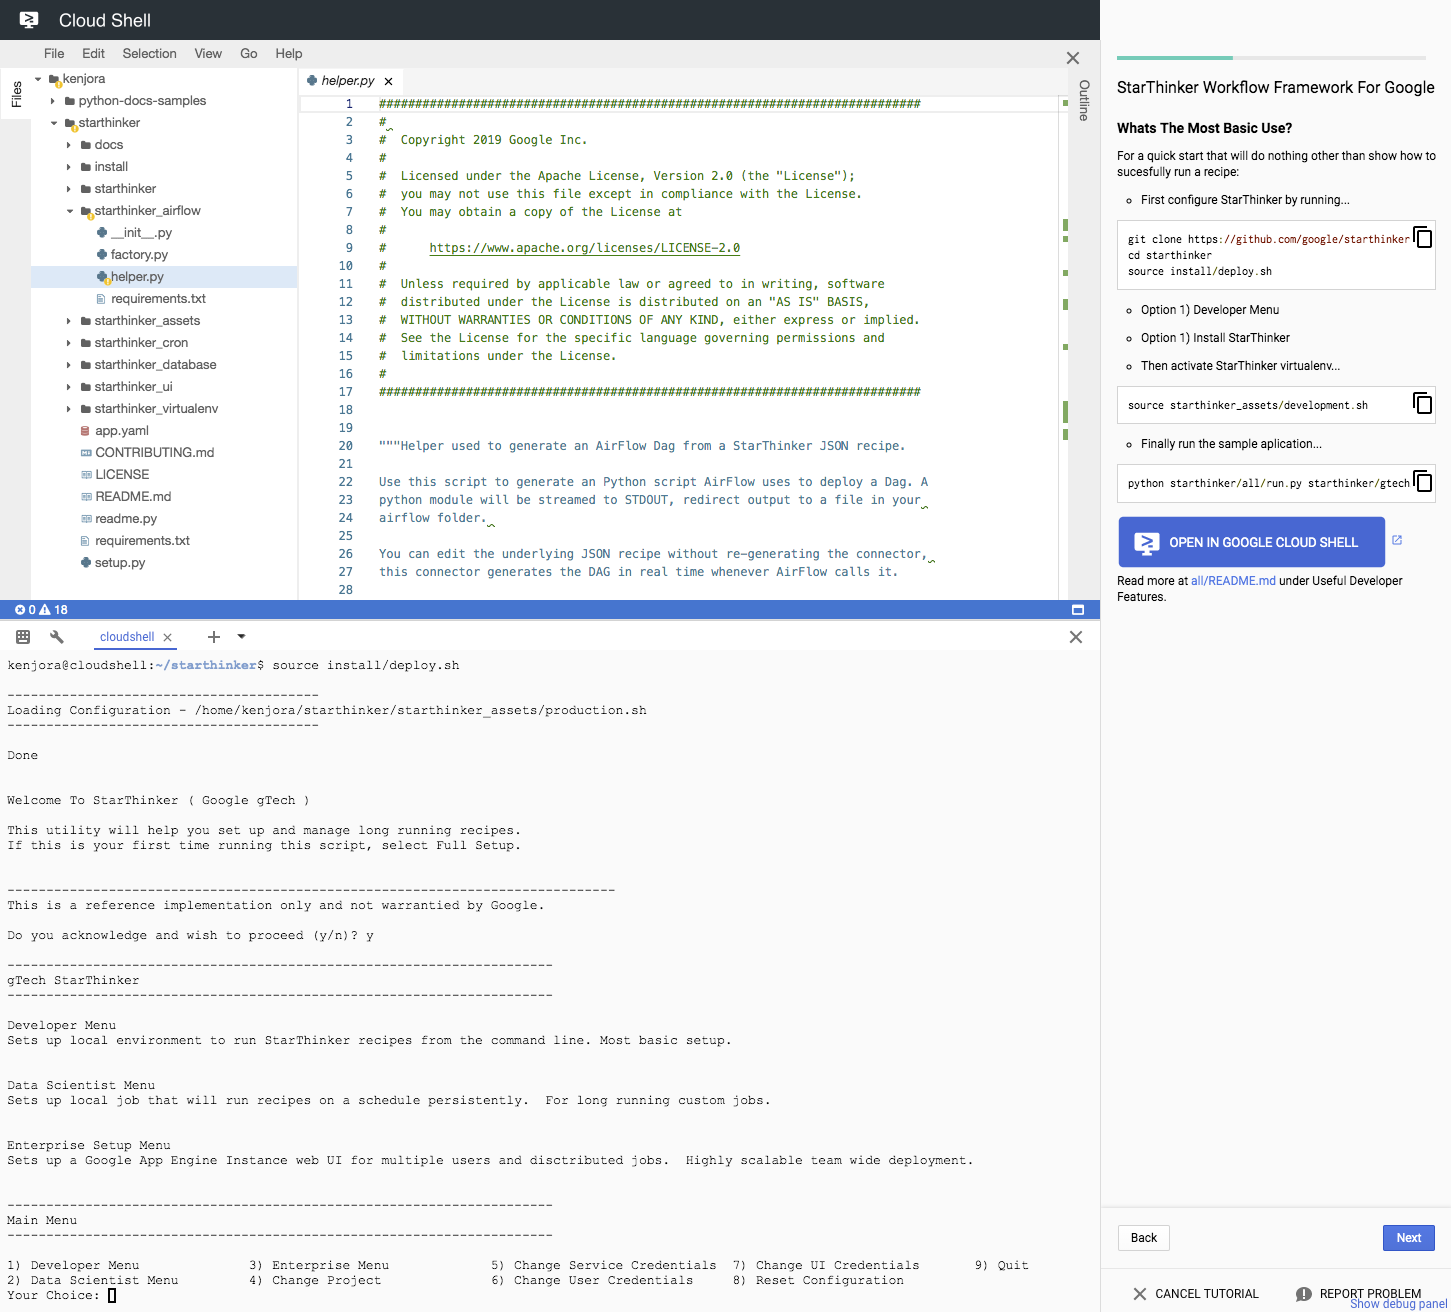 Cloud Shell
File Edit Selection View Go Help
Files
kenjora
python-docs-samples
starthinker
docs
install
starthinker
starthinker_airflow
__init__.py
factory.py
helper.py
requirements.txt
starthinker_assets
starthinker_cron
starthinker_database
starthinker_ui
starthinker_virtualenv
app.yaml
CONTRIBUTING.md
LICENSE
README.md
readme.py
requirements.txt
setup.py
helper.py
Outline
1 ###########################################################################
2 #
3 # Copyright 2019 Google Inc.
4 #
5 # Licensed under the Apache License, Version 2.0 (the "License");
6 # you may not use this file except in compliance with the License.
7 # You may obtain a copy of the License at
8 #
9 # https://www.apache.org/licenses/LICENSE-2.0
10 #
11 # Unless required by applicable law or agreed to in writing, software
12 # distributed under the License is distributed on an "AS IS" BASIS,
13 # WITHOUT WARRANTIES OR CONDITIONS OF ANY KIND, either express or implied.
14 # See the License for the specific language governing permissions and
15 # limitations under the License.
16 #
17 ###########################################################################
18
19
20 """Helper used to generate an AirFlow Dag from a StarThinker JSON recipe.
21
22 Use this script to generate an Python script AirFlow uses to deploy a Dag. A
23 python module will be streamed to STDOUT, redirect output to a file in your
24 airflow folder.
25
26 You can edit the underlying JSON recipe without re-generating the connector,
27 this connector generates the DAG in real time whenever AirFlow calls it.
28
0 18
cloudshell
kenjora@cloudshell:~/starthinker$ source install/deploy.sh
----------------------------------------
Loading Configuration - /home/kenjora/starthinker/starthinker_assets/production.sh
----------------------------------------
Done
Welcome To StarThinker ( Google gTech )
This utility will help you set up and manage long running recipes.
If this is your first time running this script, select Full Setup.
------------------------------------------------------------------------------
This is a reference implementation only and not warrantied by Google.
Do you acknowledge and wish to proceed (y/n)? y
----------------------------------------------------------------------
gTech StarThinker
----------------------------------------------------------------------
Developer Menu
Sets up local environment to run StarThinker recipes from the command line. Most basic setup.
Data Scientist Menu
Sets up local job that will run recipes on a schedule persistently.  For long running custom jobs.
Enterprise Setup Menu
Sets up a Google App Engine Instance web UI for multiple users and disctributed jobs.  Highly scalable team wide deployment.
----------------------------------------------------------------------
Main Menu
----------------------------------------------------------------------
1) Developer Menu 3) Enterprise Menu 5) Change Service Credentials 7) Change UI Credentials 9) Quit
2) Data Scientist Menu 4) Change Project 6) Change User Credentials 8) Reset Configuration
Your Choice:
StarThinker Workflow Framework For Google
Whats The Most Basic Use?
For a quick start that will do nothing other than show how to
sucesfully run a recipe:
First configure StarThinker by running...
git clone https://github.com/google/starthinker
cd starthinker
source install/deploy.sh
Option 1) Developer Menu
Option 1) Install StarThinker
Then activate StarThinker virtualenv...
source starthinker_assets/development.sh
Finally run the sample aplication...
python starthinker/all/run.py starthinker/gtech
OPEN IN GOOGLE CLOUD SHELL
Read more at all/README.md under Useful Developer
Features.
Back Next
CANCEL TUTORIAL REPORT PROBLEM
Show debug panel